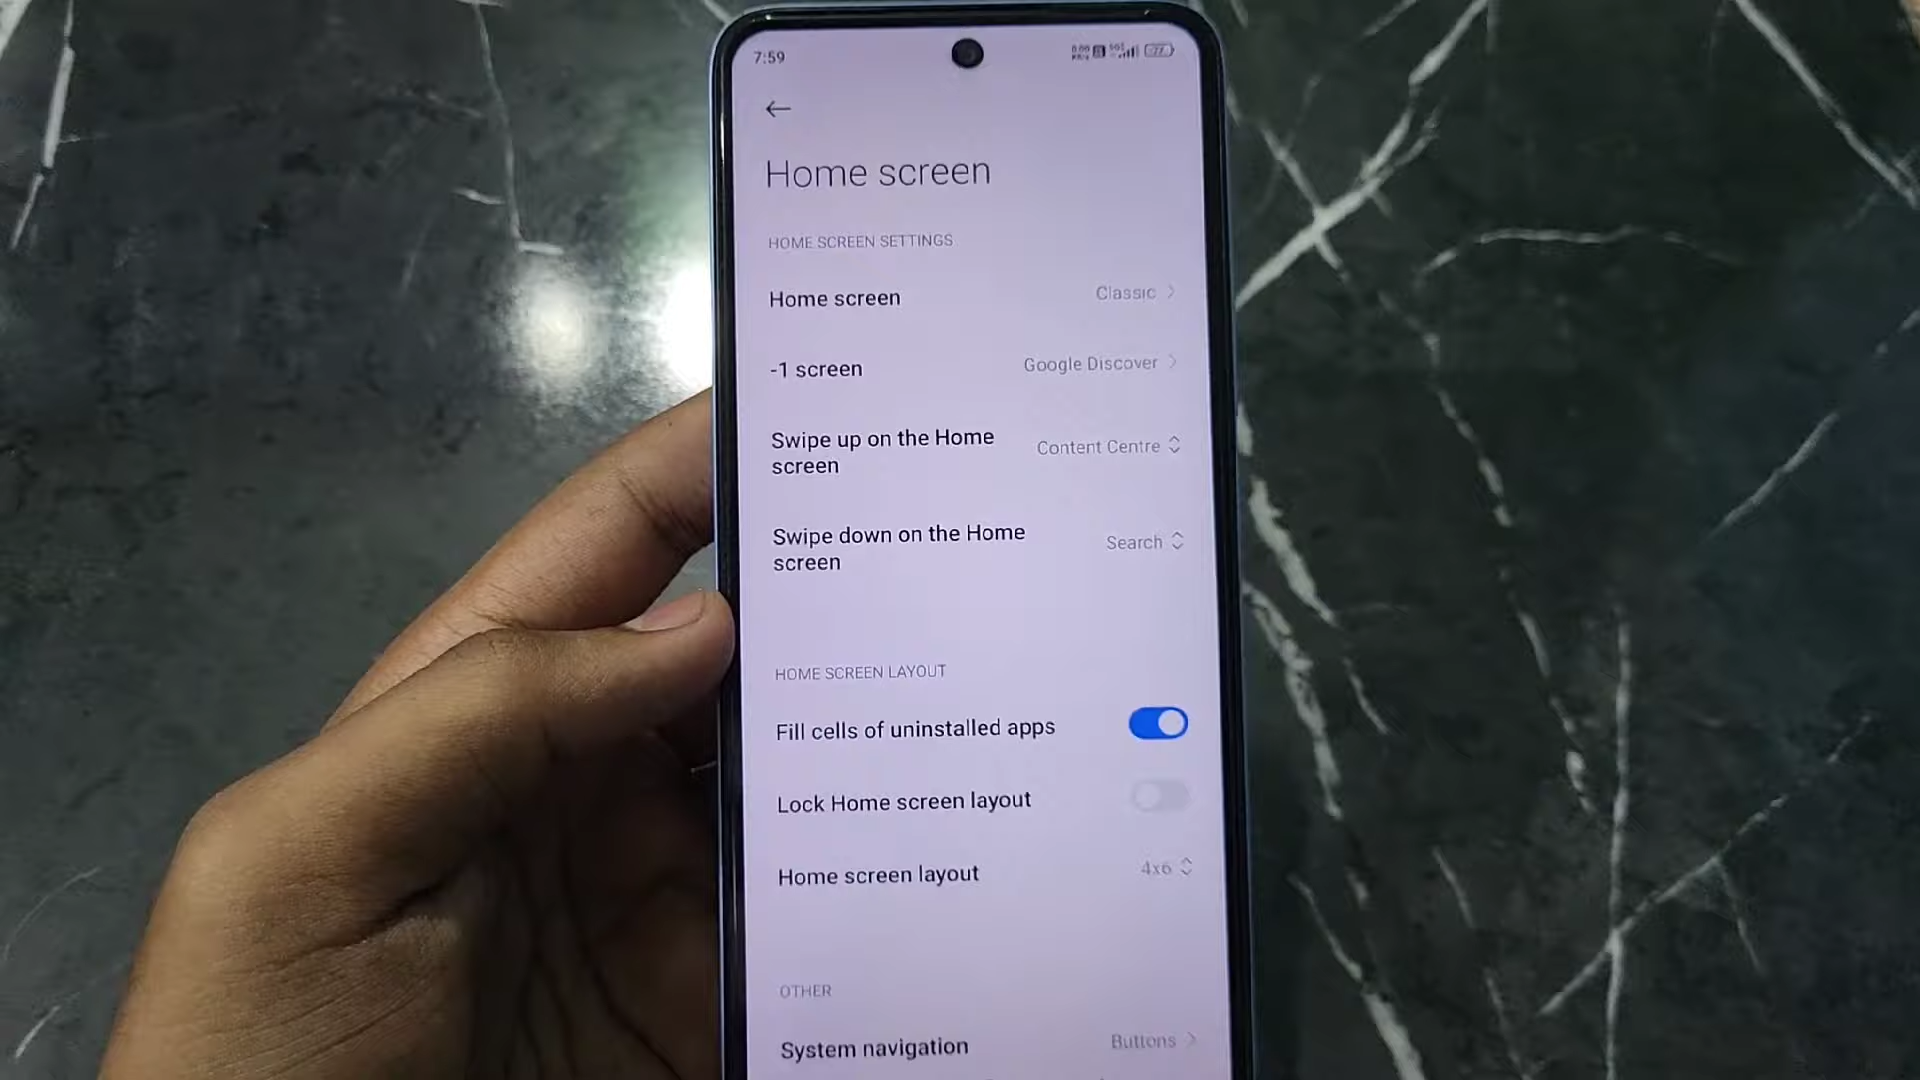 7:59
Home screen
HOME SCREEN SETTINGS
Home screen
Classic
-1 screen
Google Discover
Swipe up on the Home
screen
Content Centre
Swipe down on the Home
screen
Search
HOME SCREEN LAYOUT
Fill cells of uninstalled apps
Lock Home screen layout
Home screen layout
4x6
OTHER
System navigation
Buttons